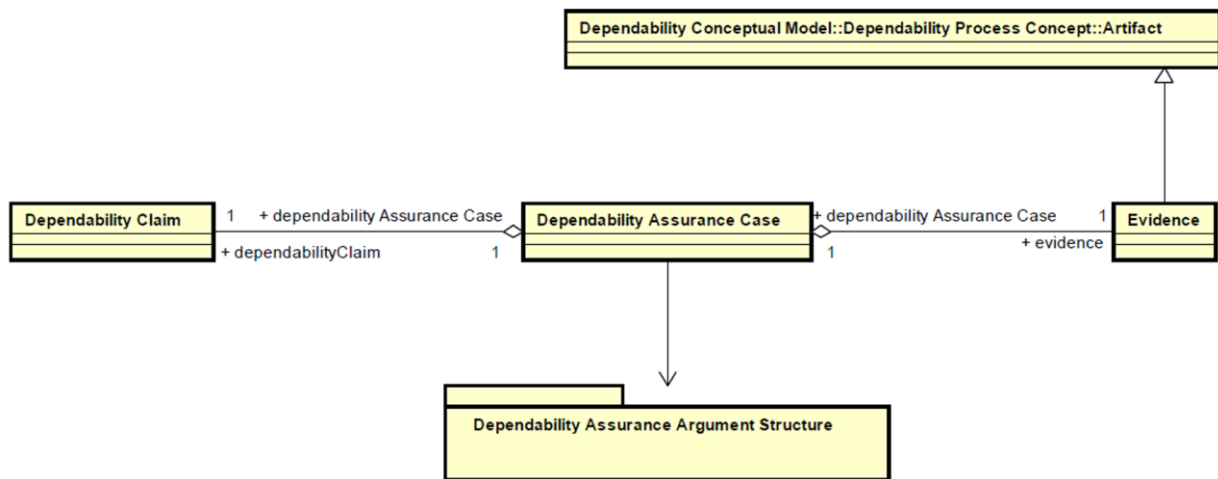 Dependability Conceptual Model::Dependability Process Concept::Artifact
Dependability Claim
1
+ dependability Assurance Case
+ dependabilityClaim
1
Dependability Assurance Case
+ dependability Assurance Case
1
1
+ evidence
Evidence
Dependability Assurance Argument Structure